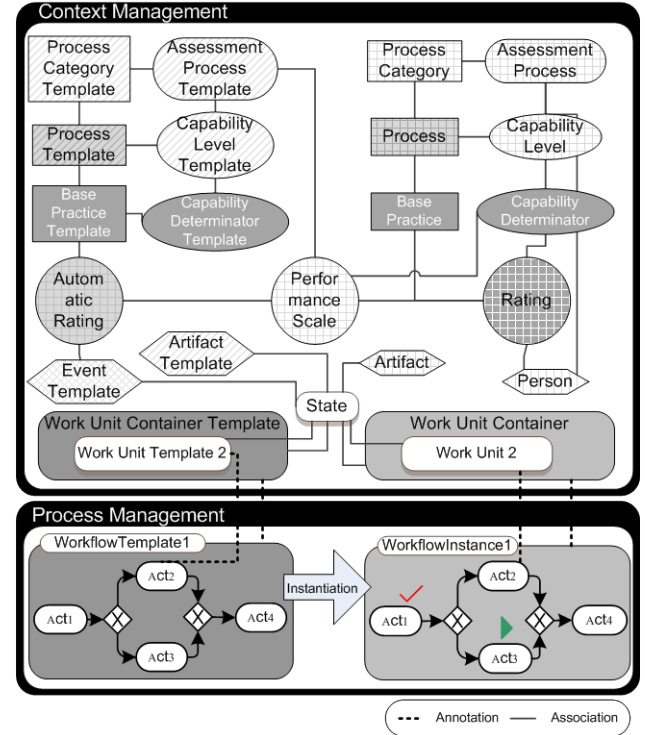 Context Management
Process
Category
Template
Assessment
Process
Template
Process
Category
Assessment
Process
Process
Template
Capability
Level
Template
Process
Capability
Level
Base
Practice
Template
Capability
Determinator
Template
Base
Practice
Capability
Determinator
Autom
atic
Rating
Perfor
mance
Scale
Rating
Artifact
Template
Artifact
Event
Template
Person
State
Work Unit Container Template
Work Unit Container
Work Unit Template 2
Work Unit 2
Process Management
WorkflowTemplate1
WorkflowInstance1
Act2
Act1
X
X
Act4
Act3
Instantiation
Act2
Act1
X
X
Act4
Act3
Annotation
Association